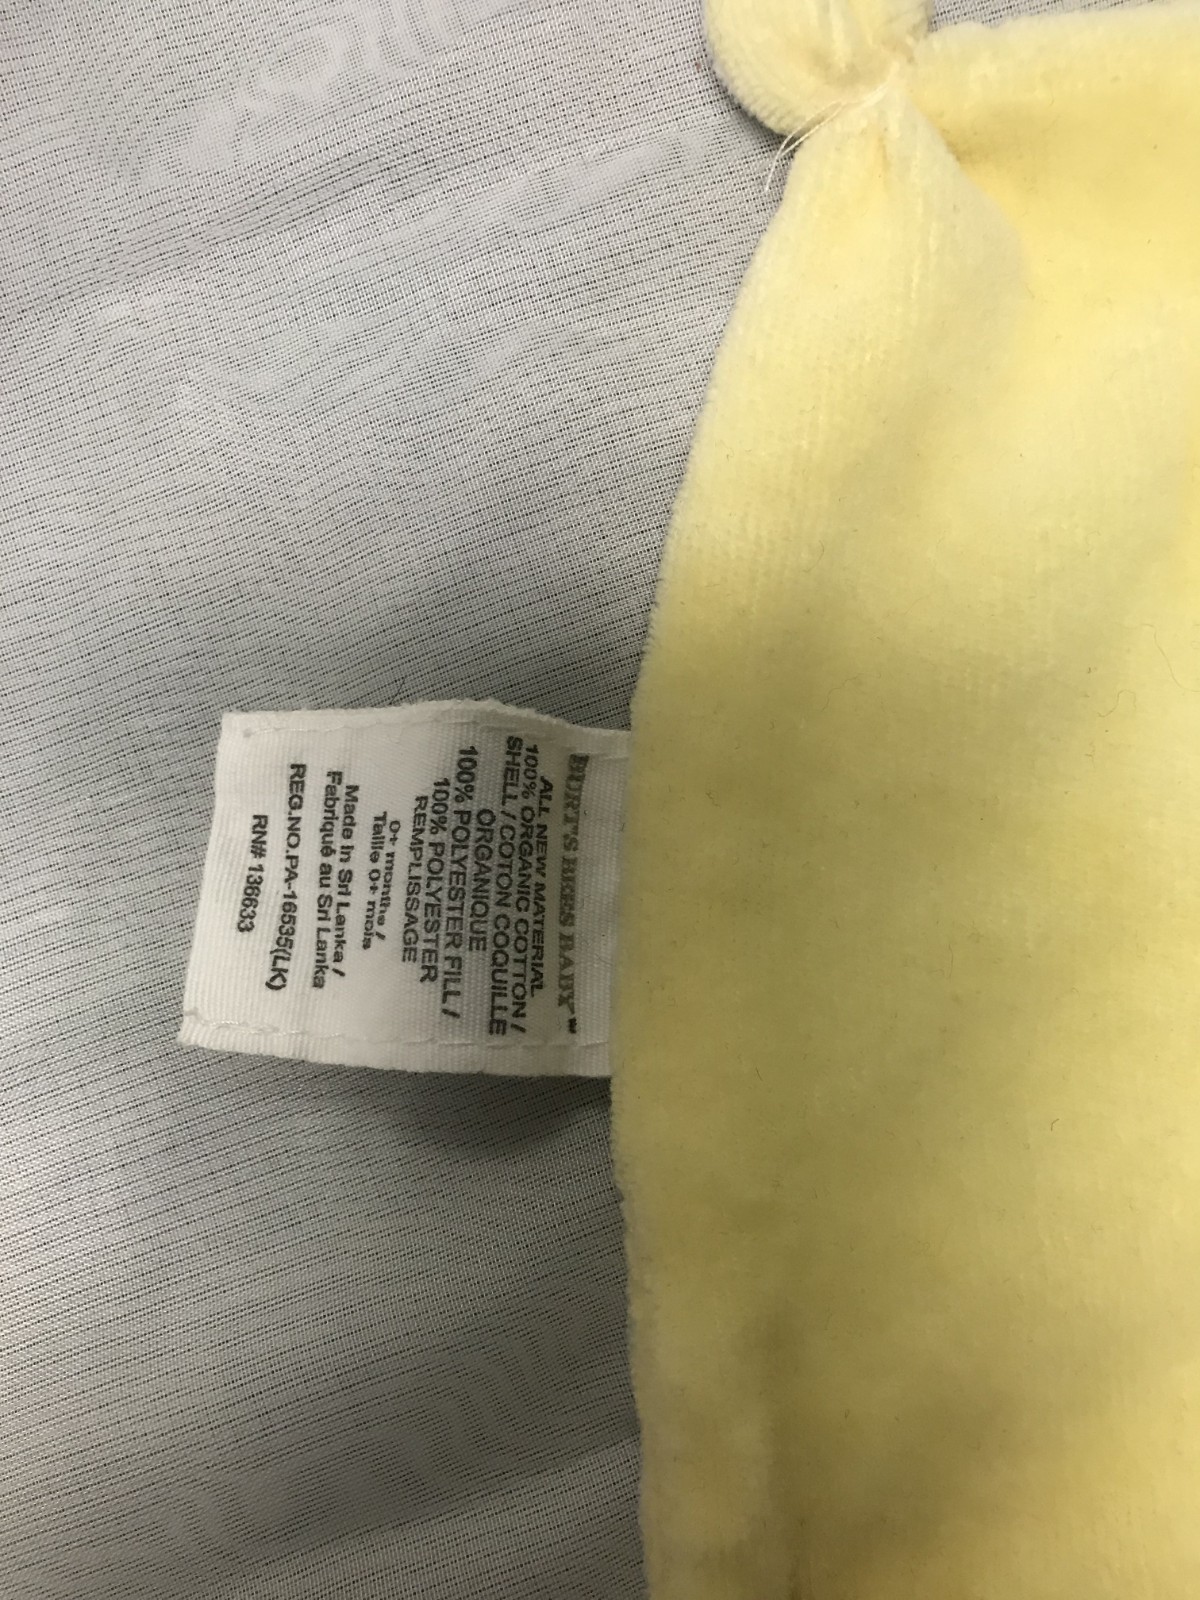 BURT'S BEES BABY™
ALL NEW MATERIAL
100% ORGANIC COTTON /
SHELL / COTON COQUILLE
ORGANIQUE
100% POLYESTER FILL /
100% POLYESTER
REMPLISSAGE
0+ months /
Taille 0+ mois
Made in Sri Lanka /
Fabriqué au Sri Lanka
REG.NO.PA-16535(LK)
RN# 136633